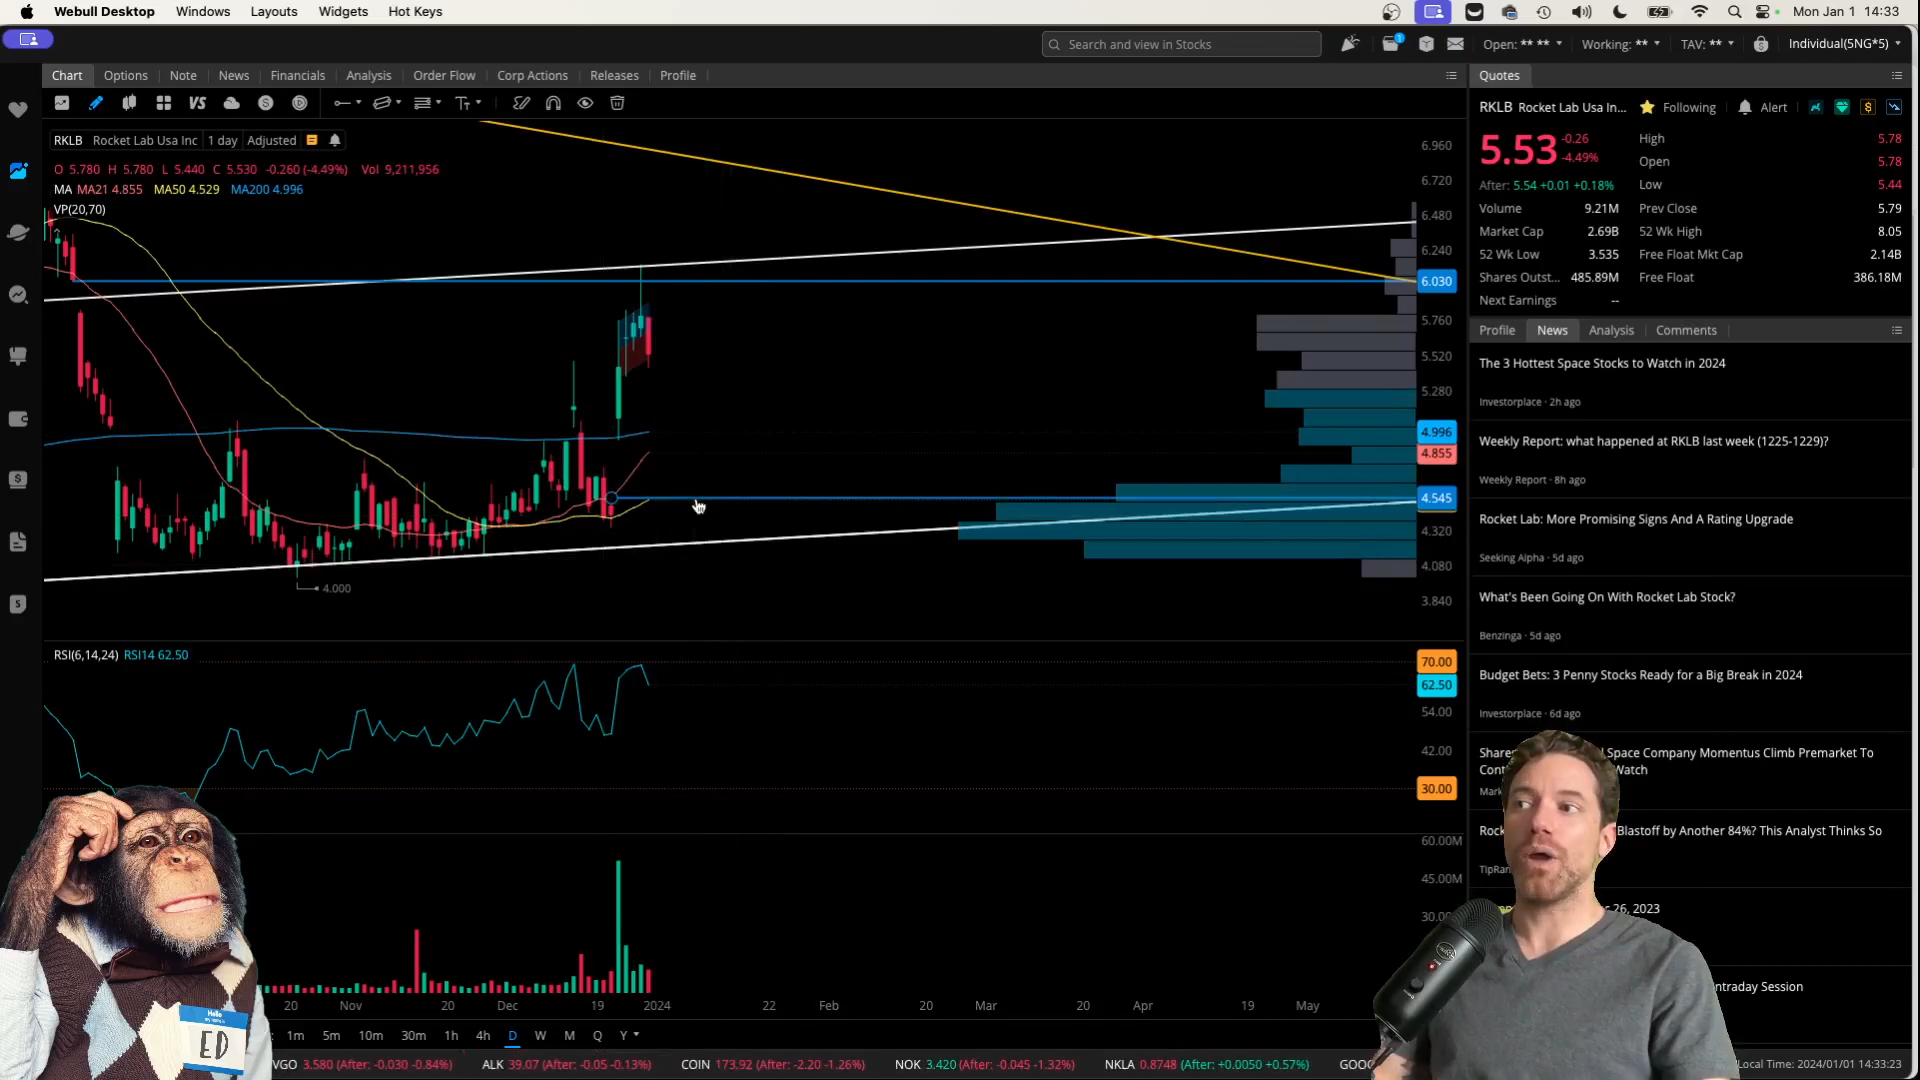 Webull Desktop Windows Layouts Widgets Hot Keys Mon Jan 1 14:33
Search and view in Stocks 1 Open: ** ** Working: ** TAV: ** Individual(5NG*5)
Chart Options Note News Financials Analysis Order Flow Corp Actions Releases Profile
VS
RKLB Rocket Lab Usa Inc 1 day Adjusted
O 5.780 H 5.780 L 5.440 C 5.530 -0.260 (-4.49%) Vol 9,211,956
MA MA21 4.855 MA50 4.529 MA200 4.996
VP(20,70)
4.000
6.960
6.720
6.480
6.240
6.030
5.760
5.520
5.280
4.996
4.855
4.545
4.320
4.080
3.840
RSI(6,14,24) RSI14 62.50
70.00
62.50
54.00
42.00
30.00
60.00M
45.00M
20 Nov 20 Dec 19 2024 22 Feb 20 Mar 20 Apr 19 May
1m 5m 10m 30m 1h 4h D W M Q Y
Hello
ED
Quotes
RKLB Rocket Lab Usa In... Following Alert
5.53 -0.26
-4.49%
After: 5.54 +0.01 +0.18%
High 5.78
Open 5.78
Low 5.44
Volume 9.21M Prev Close 5.79
Market Cap 2.69B 52 Wk High 8.05
52 Wk Low 3.535 Free Float Mkt Cap 2.14B
Shares Outst... 485.89M Free Float 386.18M
Next Earnings --
Profile News Analysis Comments
The 3 Hottest Space Stocks to Watch in 2024
Investorplace · 2h ago
Weekly Report: what happened at RKLB last week (1225-1229)?
Weekly Report · 8h ago
Rocket Lab: More Promising Signs And A Rating Upgrade
Seeking Alpha · 5d ago
What's Been Going On With Rocket Lab Stock?
Benzinga · 5d ago
Budget Bets: 3 Penny Stocks Ready for a Big Break in 2024
Investorplace · 6d ago
Space Company Momentus Climb Premarket To
Watch
Blastoff by Another 84%? This Analyst Thinks So
26, 2023
Session
VGO 3.580 (After: -0.030 -0.84%) ALK 39.07 (After: -0.05 -0.13%) COIN 173.92 (After: -2.20 -1.26%) NOK 3.420 (After: -0.045 -1.32%) NKLA 0.8748 (After: +0.0050 +0.57%) Local Time: 2024/01/01 14:33:23